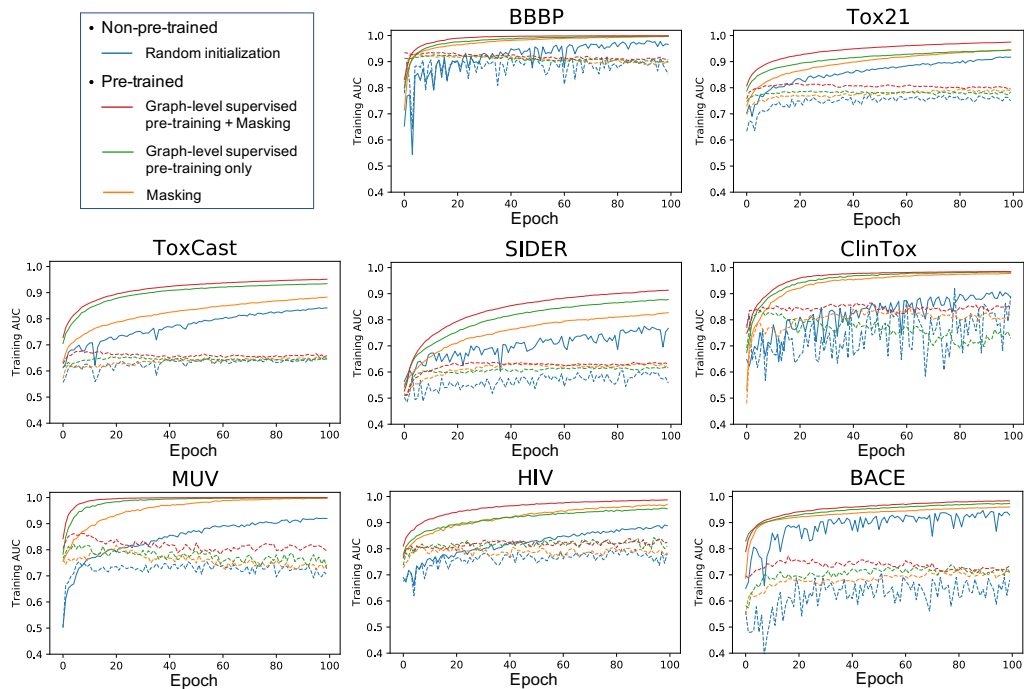 • Non-pre-trained
Random initialization
• Pre-trained
Graph-level supervised
pre-training + Masking
Graph-level supervised
pre-training only
Masking
BBBP
Training AUC
1.0
0.9
0.8
0.7
0.6
0.5
0.4
0 20 40 60 80 100
Epoch
Tox21
Training AUC
1.0
0.9
0.8
0.7
0.6
0.5
0.4
0 20 40 60 80 100
Epoch
ToxCast
Training AUC
1.0
0.9
0.8
0.7
0.6
0.5
0.4
0 20 40 60 80 100
Epoch
SIDER
Training AUC
1.0
0.9
0.8
0.7
0.6
0.5
0.4
0 20 40 60 80 100
Epoch
ClinTox
Training AUC
1.0
0.9
0.8
0.7
0.6
0.5
0.4
0 20 40 60 80 100
Epoch
MUV
Training AUC
1.0
0.9
0.8
0.7
0.6
0.5
0.4
0 20 40 60 80 100
Epoch
HIV
Training AUC
1.0
0.9
0.8
0.7
0.6
0.5
0.4
0 20 40 60 80 100
Epoch
BACE
Training AUC
1.0
0.9
0.8
0.7
0.6
0.5
0.4
0 20 40 60 80 100
Epoch